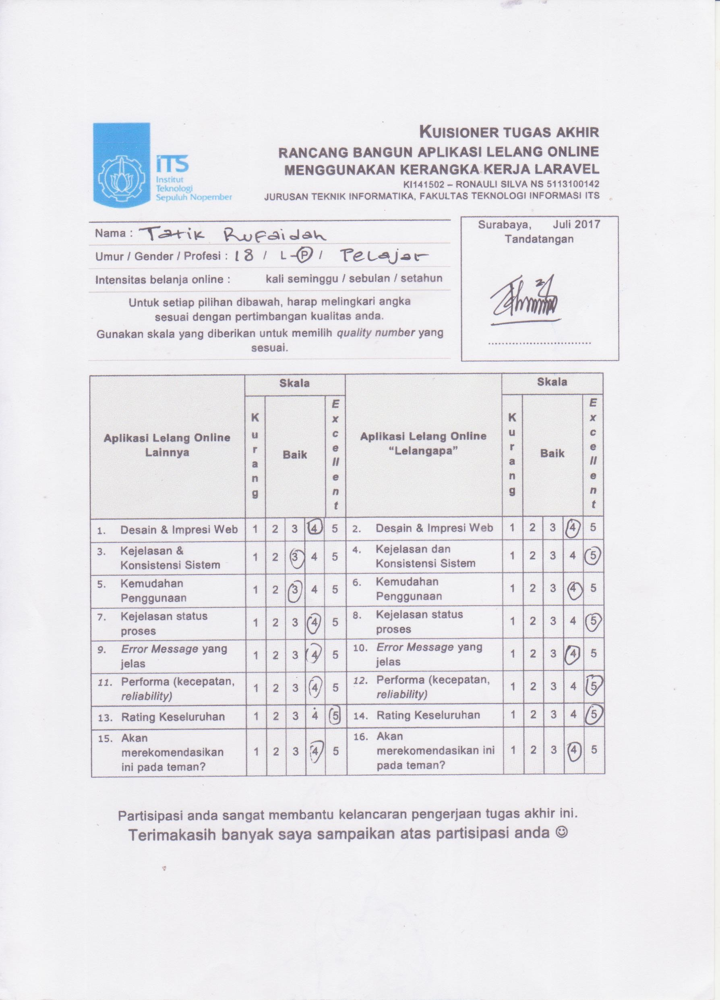 iTS
Institut
Teknologi
Sepuluh Nopember
KUISIONER TUGAS AKHIR
RANCANG BANGUN APLIKASI LELANG ONLINE
MENGGUNAKAN KERANGKA KERJA LARAVEL
KI141502 – RONAULI SILVA NS 5113100142
JURUSAN TEKNIK INFORMATIKA, FAKULTAS TEKNOLOGI INFORMASI ITS
Nama : Tatik Rufaidah
Umur / Gender / Profesi : 18 / L-P / Pelajar
Intensitas belanja online : kali seminggu / sebulan / setahun
Untuk setiap pilihan dibawah, harap melingkari angka
sesuai dengan pertimbangan kualitas anda.
Gunakan skala yang diberikan untuk memilih quality number yang
sesuai.
Surabaya, Juli 2017
Tandatangan
Aplikasi Lelang Online
Lainnya
Skala
Kurang
Baik
Excellent
Aplikasi Lelang Online
“Lelangapa”
Skala
Kurang
Baik
Excellent
1. Desain & Impresi Web 1 2 3 4 5 2. Desain & Impresi Web 1 2 3 4 5
3. Kejelasan &
Konsistensi Sistem 1 2 3 4 5
4. Kejelasan dan
Konsistensi Sistem 1 2 3 4 5
5. Kemudahan
Penggunaan 1 2 3 4 5
6. Kemudahan
Penggunaan 1 2 3 4 5
7. Kejelasan status
proses 1 2 3 4 5
8. Kejelasan status
proses 1 2 3 4 5
9. Error Message yang
jelas 1 2 3 4 5
10. Error Message yang
jelas 1 2 3 4 5
11. Performa (kecepatan,
reliability) 1 2 3 4 5
12. Performa (kecepatan,
reliability) 1 2 3 4 5
13. Rating Keseluruhan 1 2 3 4 5 14. Rating Keseluruhan 1 2 3 4 5
15. Akan
merekomendasikan 1 2 3 4 5
ini pada teman?
16. Akan
merekomendasikan ini 1 2 3 4 5
pada teman?
Partisipasi anda sangat membantu kelancaran pengerjaan tugas akhir ini.
Terimakasih banyak saya sampaikan atas partisipasi anda ☺